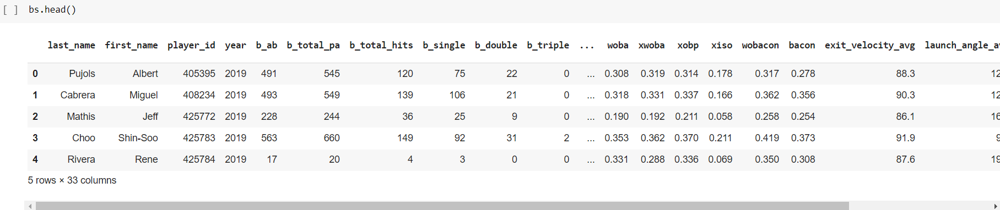 [ ] bs.head()
last_name first_name player_id year b_ab b_total_pa b_total_hits b_single b_double b_triple ... woba xwoba xobp xiso wobacon bacon exit_velocity_avg launch_angle_av
0 Pujols Albert 405395 2019 491 545 120 75 22 0 ... 0.308 0.319 0.314 0.178 0.317 0.278 88.3 12
1 Cabrera Miguel 408234 2019 493 549 139 106 21 0 ... 0.318 0.331 0.337 0.166 0.362 0.356 90.3 12
2 Mathis Jeff 425772 2019 228 244 36 25 9 0 ... 0.190 0.192 0.211 0.058 0.258 0.254 86.1 16
3 Choo Shin-Soo 425783 2019 563 660 149 92 31 2 ... 0.353 0.362 0.370 0.211 0.419 0.373 91.9 9
4 Rivera Rene 425784 2019 17 20 4 3 0 0 ... 0.331 0.288 0.336 0.069 0.350 0.308 87.6 19
5 rows × 33 columns